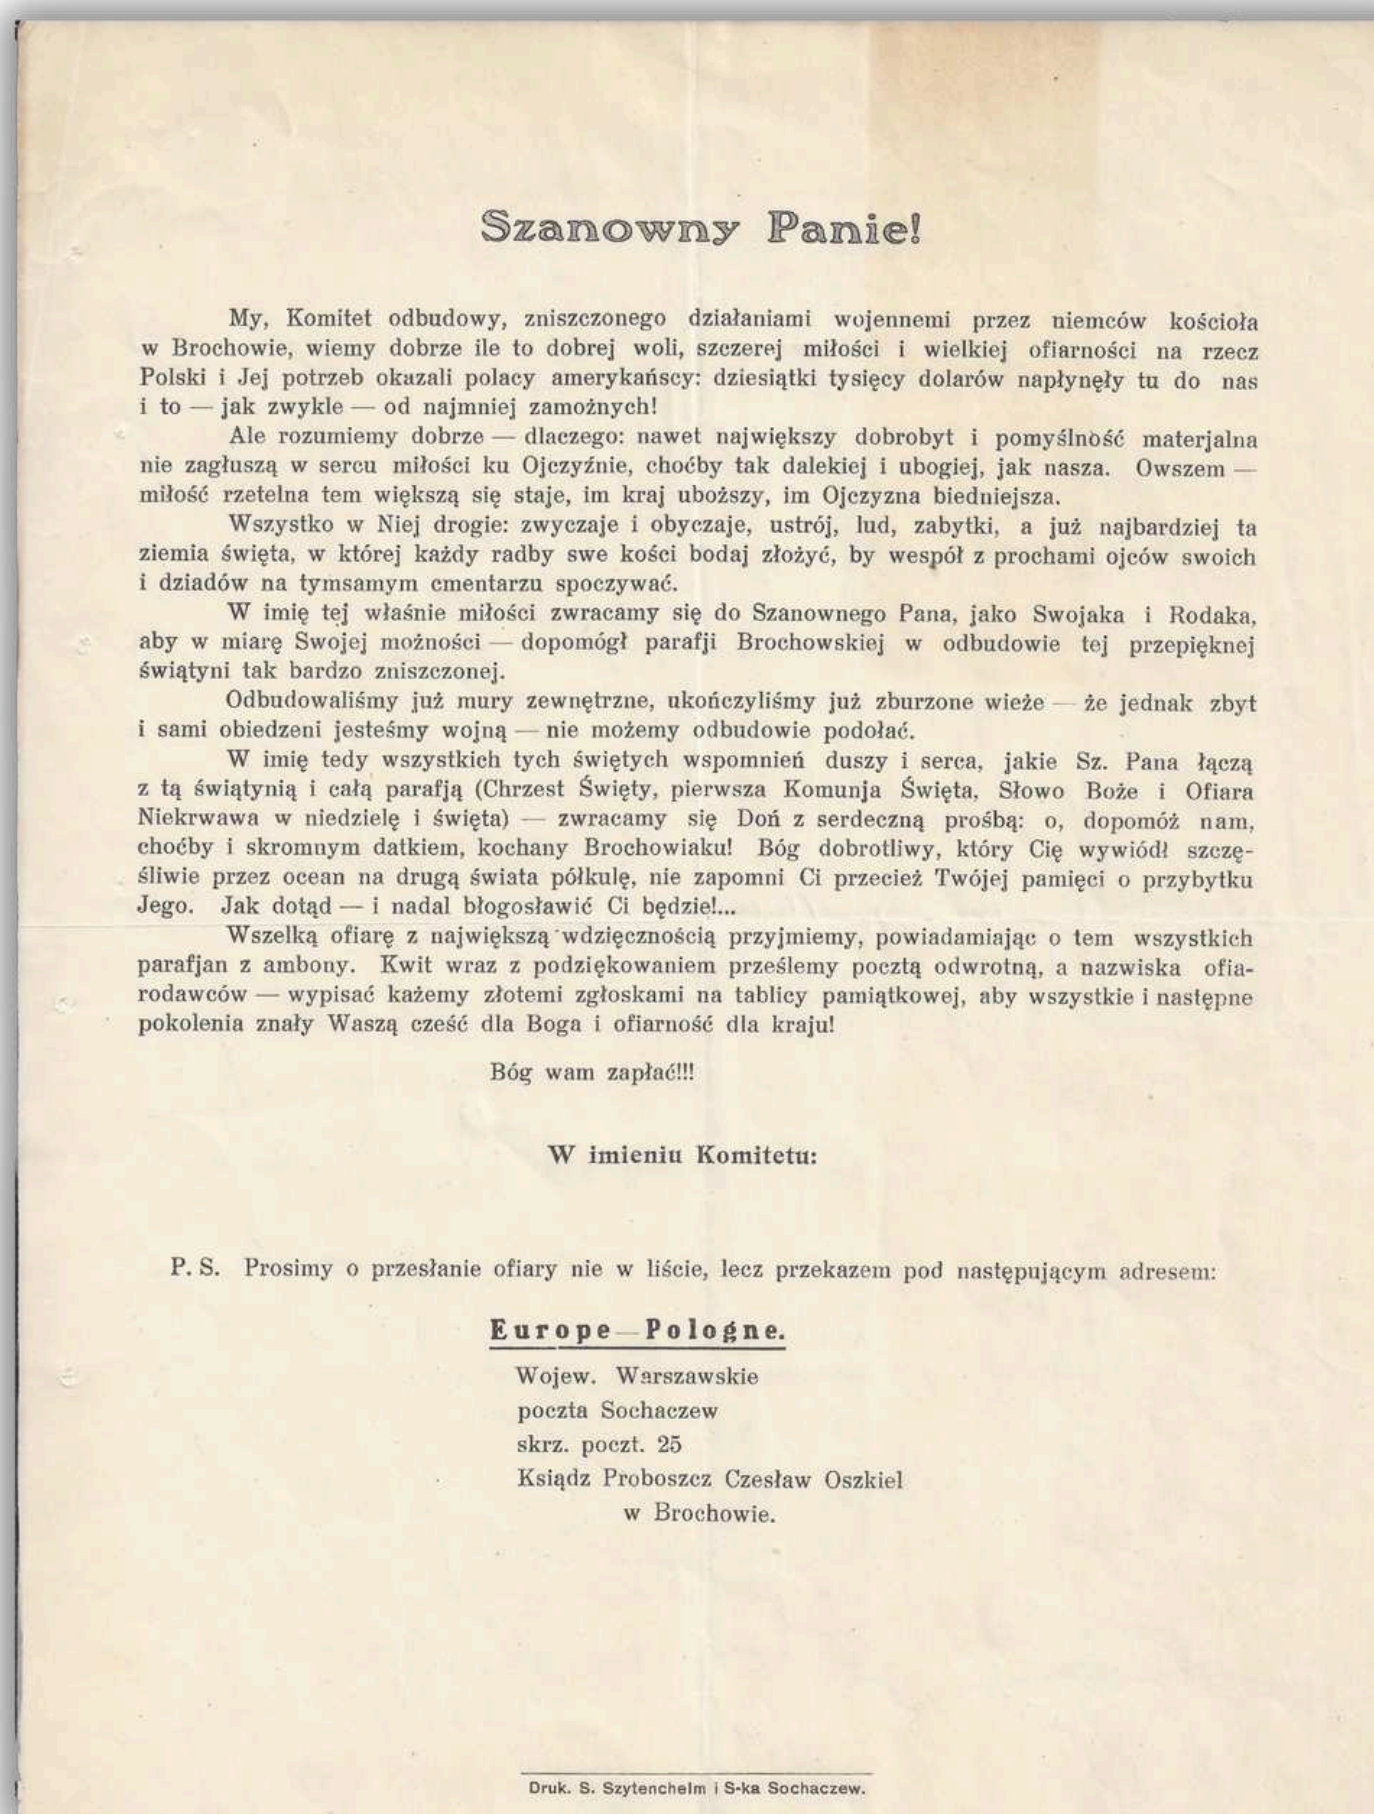 Szanowny Panie!
My, Komitet odbudowy, zniszczonego działaniami wojennemi przez niemców kościoła
w Brochowie, wiemy dobrze ile to dobrej woli, szczerej miłości i wielkiej ofiarności na rzecz
Polski i Jej potrzeb okazali polacy amerykańscy: dziesiątki tysięcy dolarów napłynęły tu do nas
i to — jak zwykle — od najmniej zamożnych!
Ale rozumiemy dobrze — dlaczego: nawet największy dobrobyt i pomyślność materjalna
nie zagłuszą w sercu miłości ku Ojczyźnie, choćby tak dalekiej i ubogiej, jak nasza. Owszem —
miłość rzetelna tem większą się staje, im kraj uboższy, im Ojczyzna biedniejsza.
Wszystko w Niej drogie: zwyczaje i obyczaje, ustrój, lud, zabytki, a już najbardziej ta
ziemia święta, w której każdy radby swe kości bodaj złożyć, by wespół z prochami ojców swoich
i dziadów na tymsamym cmentarzu spoczywać.
W imię tej właśnie miłości zwracamy się do Szanownego Pana, jako Swojaka i Rodaka,
aby w miarę Swojej możności — dopomógł parafji Brochowskiej w odbudowie tej przepięknej
świątyni tak bardzo zniszczonej.
Odbudowaliśmy już mury zewnętrzne, ukończyliśmy już zburzone wieże — że jednak zbyt
i sami obiedzeni jesteśmy wojną — nie możemy odbudowie podołać.
W imię tedy wszystkich tych świętych wspomnień duszy i serca, jakie Sz. Pana łączą
z tą świątynią i całą parafją (Chrzest Święty, pierwsza Komunja Święta, Słowo Boże i Ofiara
Niekrwawa w niedzielę i święta) — zwracamy się Doń z serdeczną prośbą: o, dopomóż nam,
choćby i skromnym datkiem, kochany Brochowiaku! Bóg dobrotliwy, który Cię wywiódł szczę-
śliwie przez ocean na drugą świata półkulę, nie zapomni Ci przecież Twójej pamięci o przybytku
Jego. Jak dotąd — i nadal błogosławić Ci będzie!...
Wszelką ofiarę z największą wdzięcznością przyjmiemy, powiadamiając o tem wszystkich
parafjan z ambony. Kwit wraz z podziękowaniem prześlemy pocztą odwrotną, a nazwiska ofia-
rodawców — wypisać każemy złotemi zgłoskami na tablicy pamiątkowej, aby wszystkie i następne
pokolenia znały Waszą cześć dla Boga i ofiarność dla kraju!
Bóg wam zapłać!!!
W imieniu Komitetu:
P. S. Prosimy o przesłanie ofiary nie w liście, lecz przekazem pod następującym adresem:
Europe—Pologne.
Wojew. Warszawskie
poczta Sochaczew
skrz. poczt. 25
Ksiądz Proboszcz Czesław Oszkiel
w Brochowie.
Druk. S. Szytenchelm i S-ka Sochaczew.